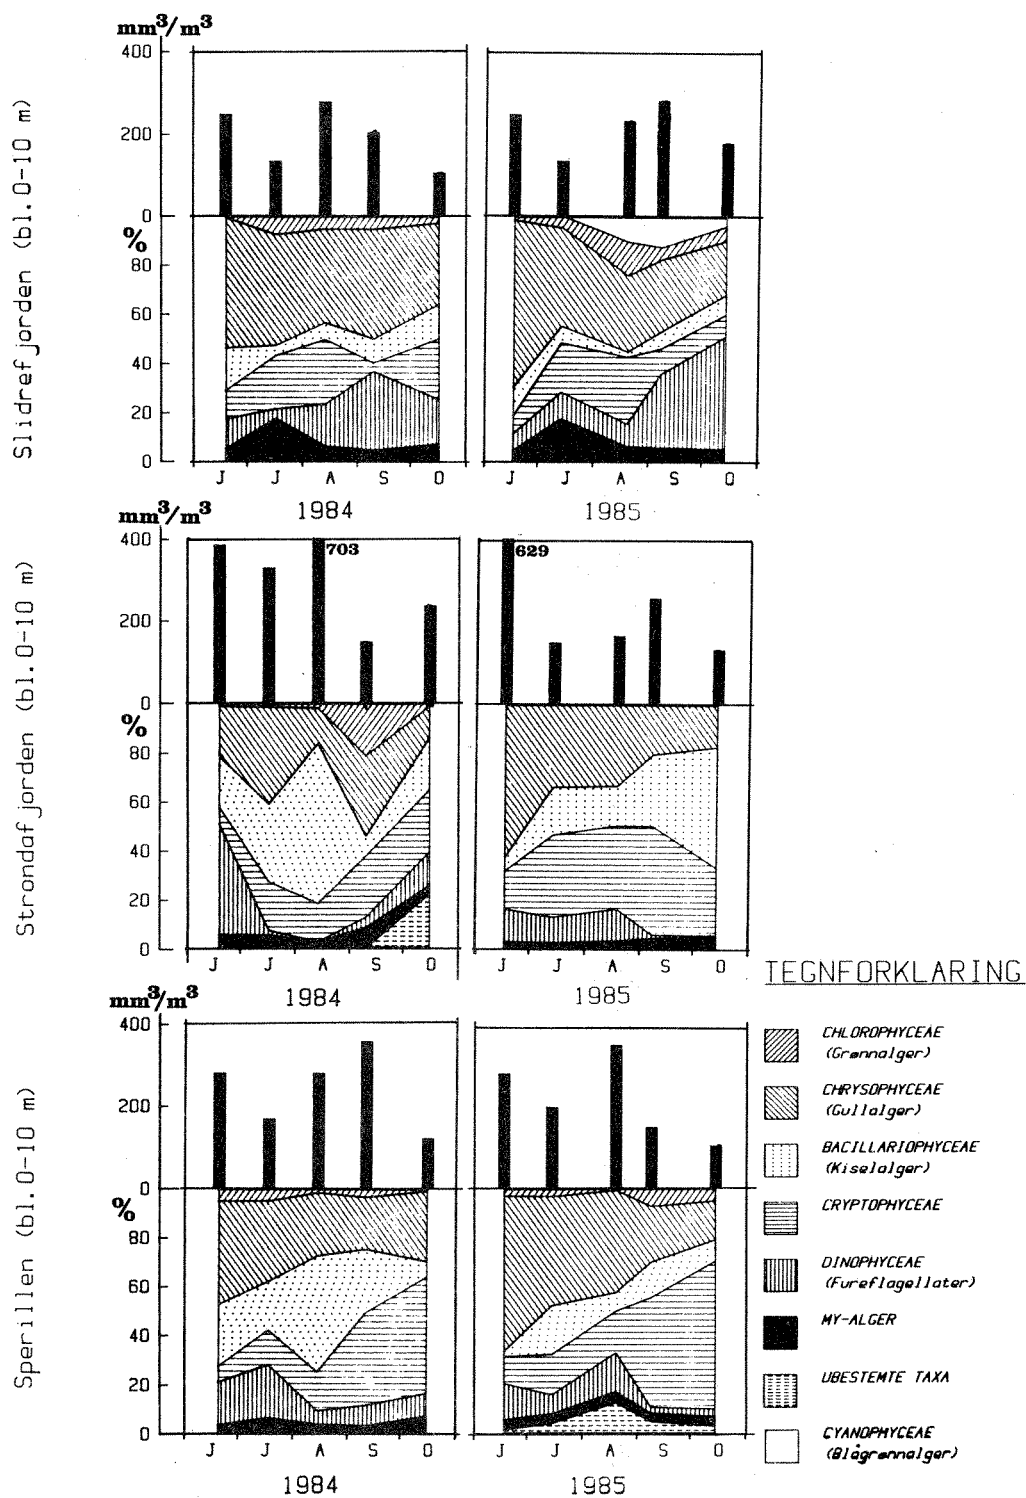 mm³/m³
400
200
0
%
80
60
40
20
0
Slidrefjorden (bl.0-10 m)
J J A S O
1984
J J A S O
1985
mm³/m³
400
200
0
%
80
60
40
20
0
Strondafjorden (bl.0-10 m)
703
629
J J A S O
1984
J J A S O
1985
mm³/m³
400
200
0
%
80
60
40
20
0
Sperillen (bl.0-10 m)
J J A S O
1984
J J A S O
1985
TEGNFORKLARING
CHLOROPHYCEAE
(Grønnalger)
CHRYSOPHYCEAE
(Gullalger)
BACILLARIOPHYCEAE
(Kiselalger)
CRYPTOPHYCEAE
DINOPHYCEAE
(Fureflagellater)
MY-ALGER
UBESTEMTE TAXA
CYANOPHYCEAE
(Blågrønnalger)